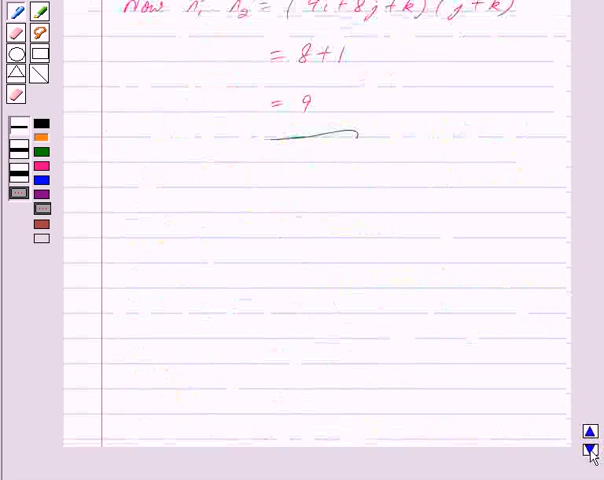 Now n₁ n₂ = (4i + 8j + k) (j + k)
= 8 + 1
= 9